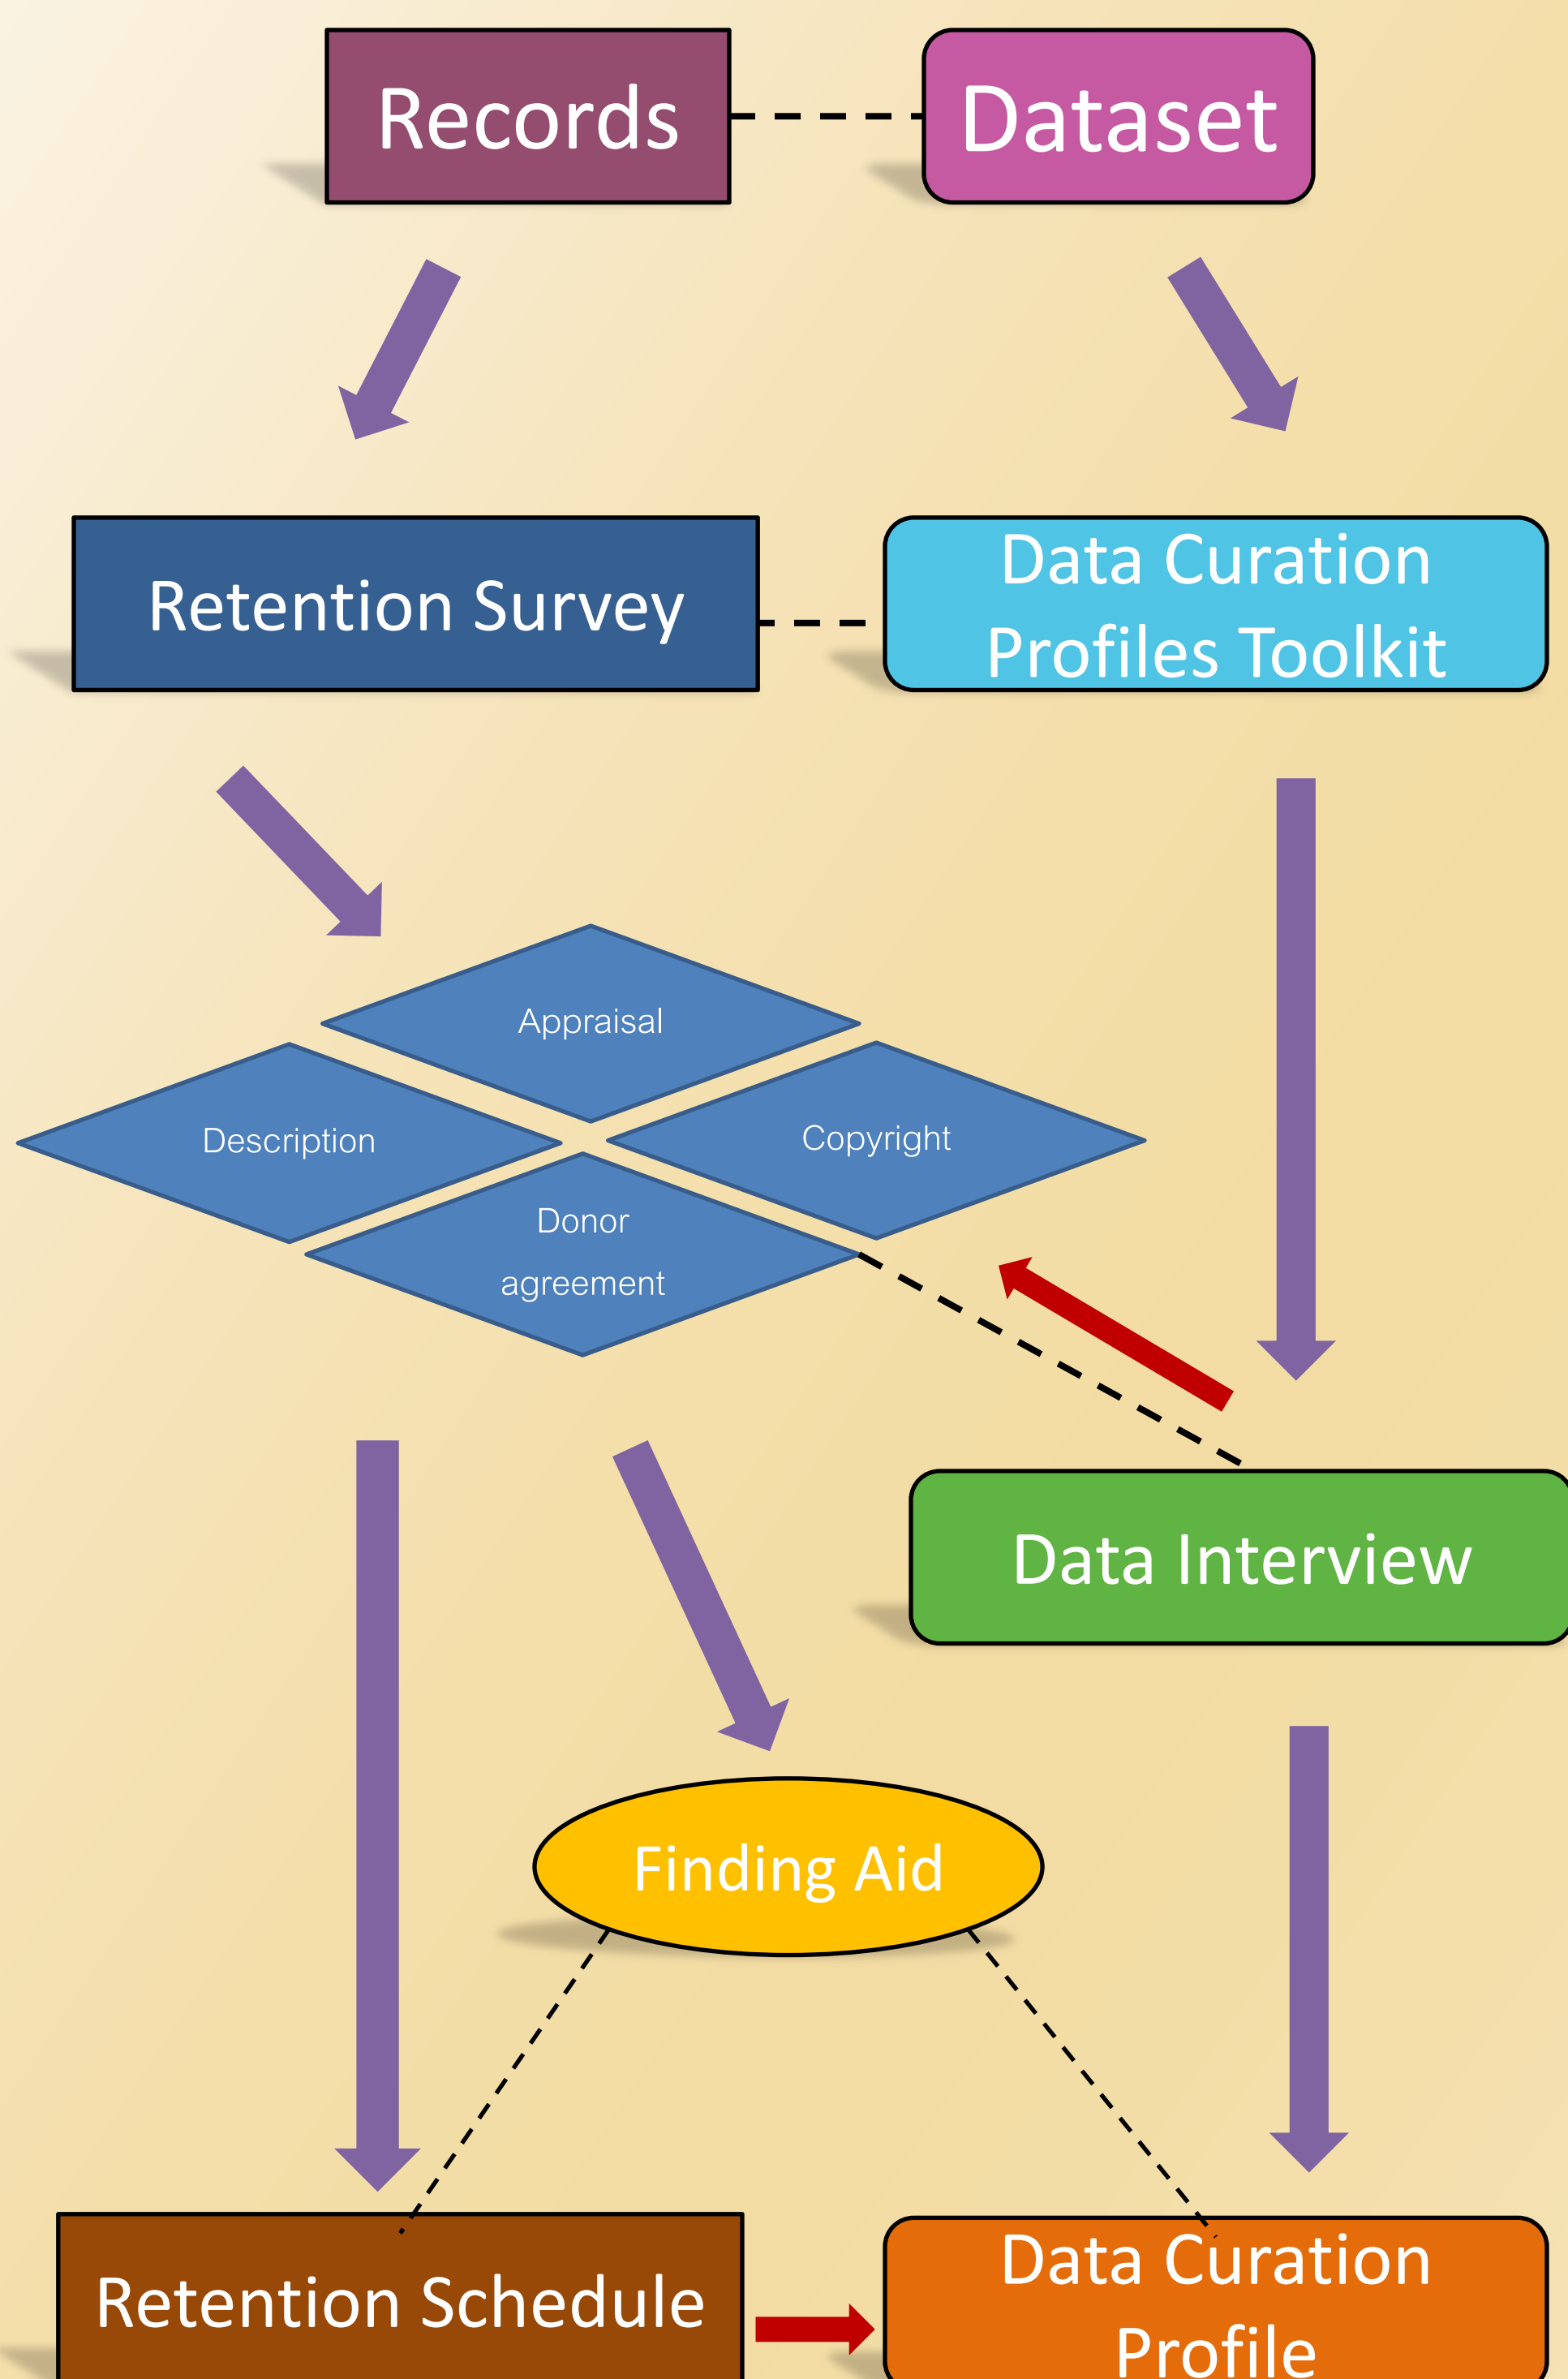 Records
Dataset
Retention Survey
Data Curation
Profiles Toolkit
Appraisal
Description
Copyright
Donor
agreement
Data Interview
Finding Aid
Retention Schedule
Data Curation
Profile